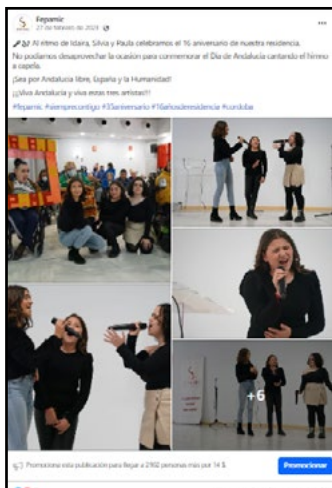 Fepamic
27 de febrero de 2023
Al ritmo de Idaira, Silvia y Paula celebramos el 16 aniversario de nuestra residencia.
No podíamos desaprovechar la ocasión para conmemorar el Día de Andalucía cantando el himno
a capela.
¡Sea por Andalucía libre, España y la Humanidad!
¡¡¡Viva Andalucía y viva estas tres artistas!!!
#fepamic #siemprecontigo #35aniversario #16añosderesidencia #cordoba
+6
Promociona esta publicación para llegar a 2902 personas más por 14 $
Promocionar